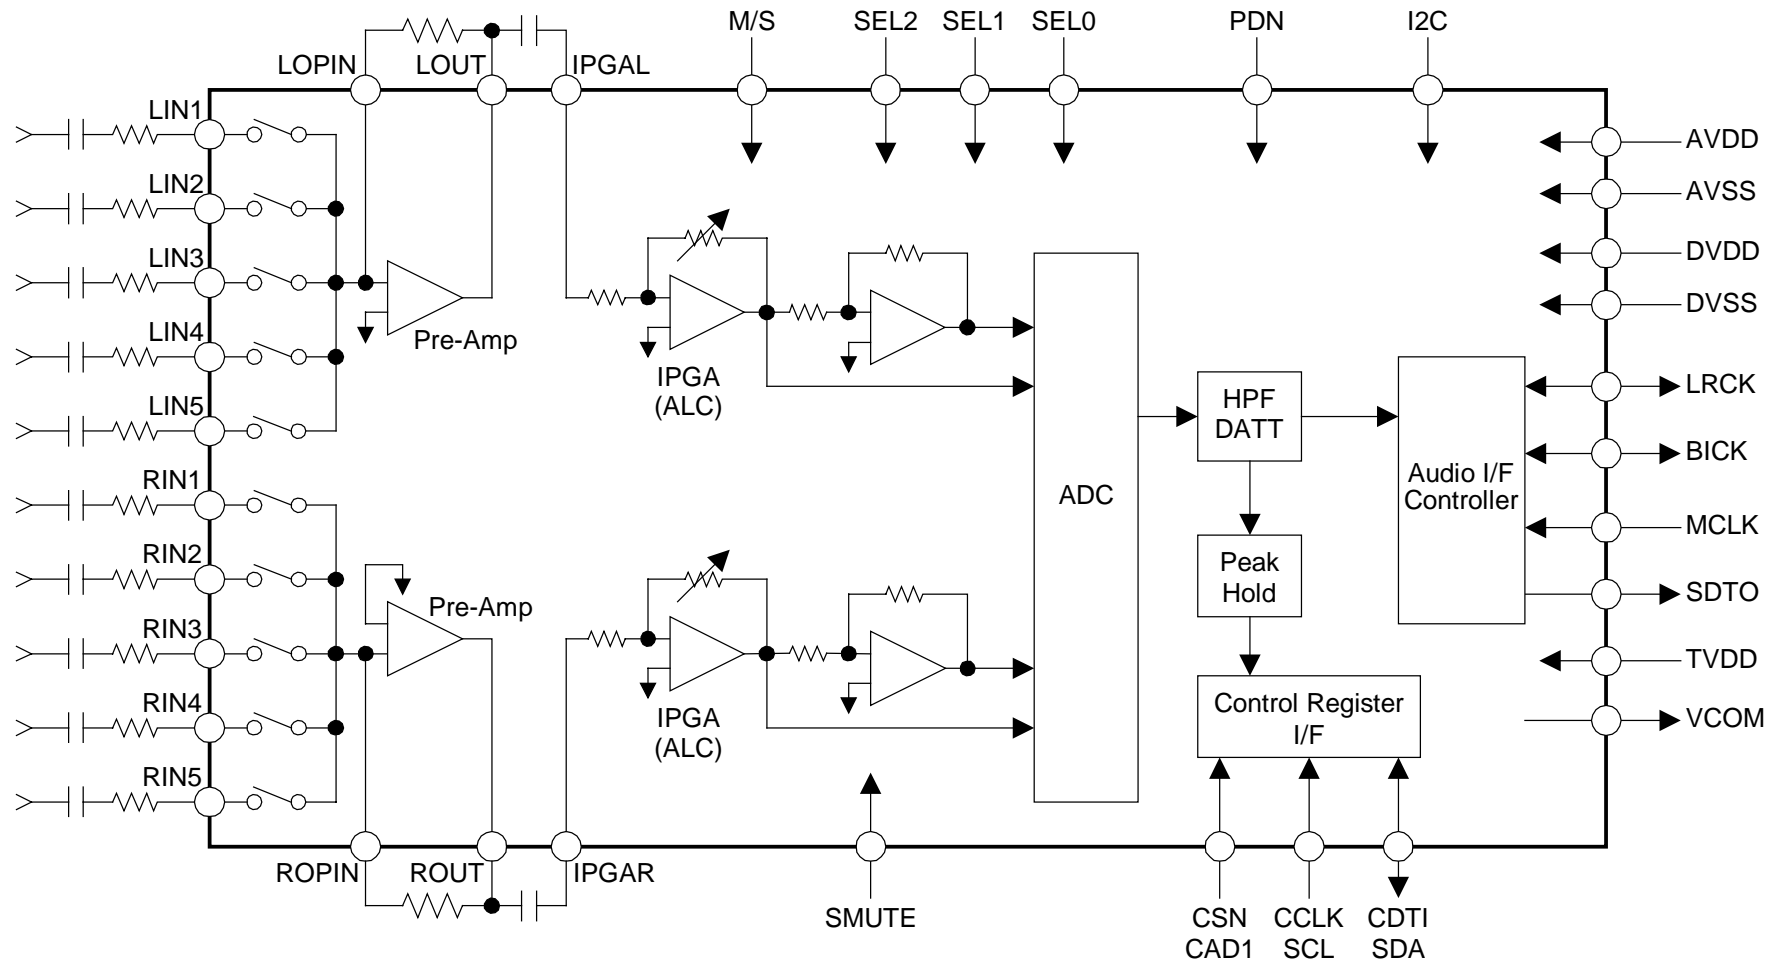 M/S
SEL2
SEL1
SEL0
PDN
I2C
LOPIN
LOUT
IPGAL
LIN1
LIN2
LIN3
LIN4
LIN5
Pre-Amp
IPGA
(ALC)
RIN1
RIN2
RIN3
RIN4
RIN5
Pre-Amp
IPGA
(ALC)
ADC
HPF
DATT
Peak
Hold
Control Register
I/F
Audio I/F
Controller
AVDD
AVSS
DVDD
DVSS
LRCK
BICK
MCLK
SDTO
TVDD
VCOM
ROPIN
ROUT
IPGAR
SMUTE
CSN
CAD1
CCLK
SCL
CDTI
SDA